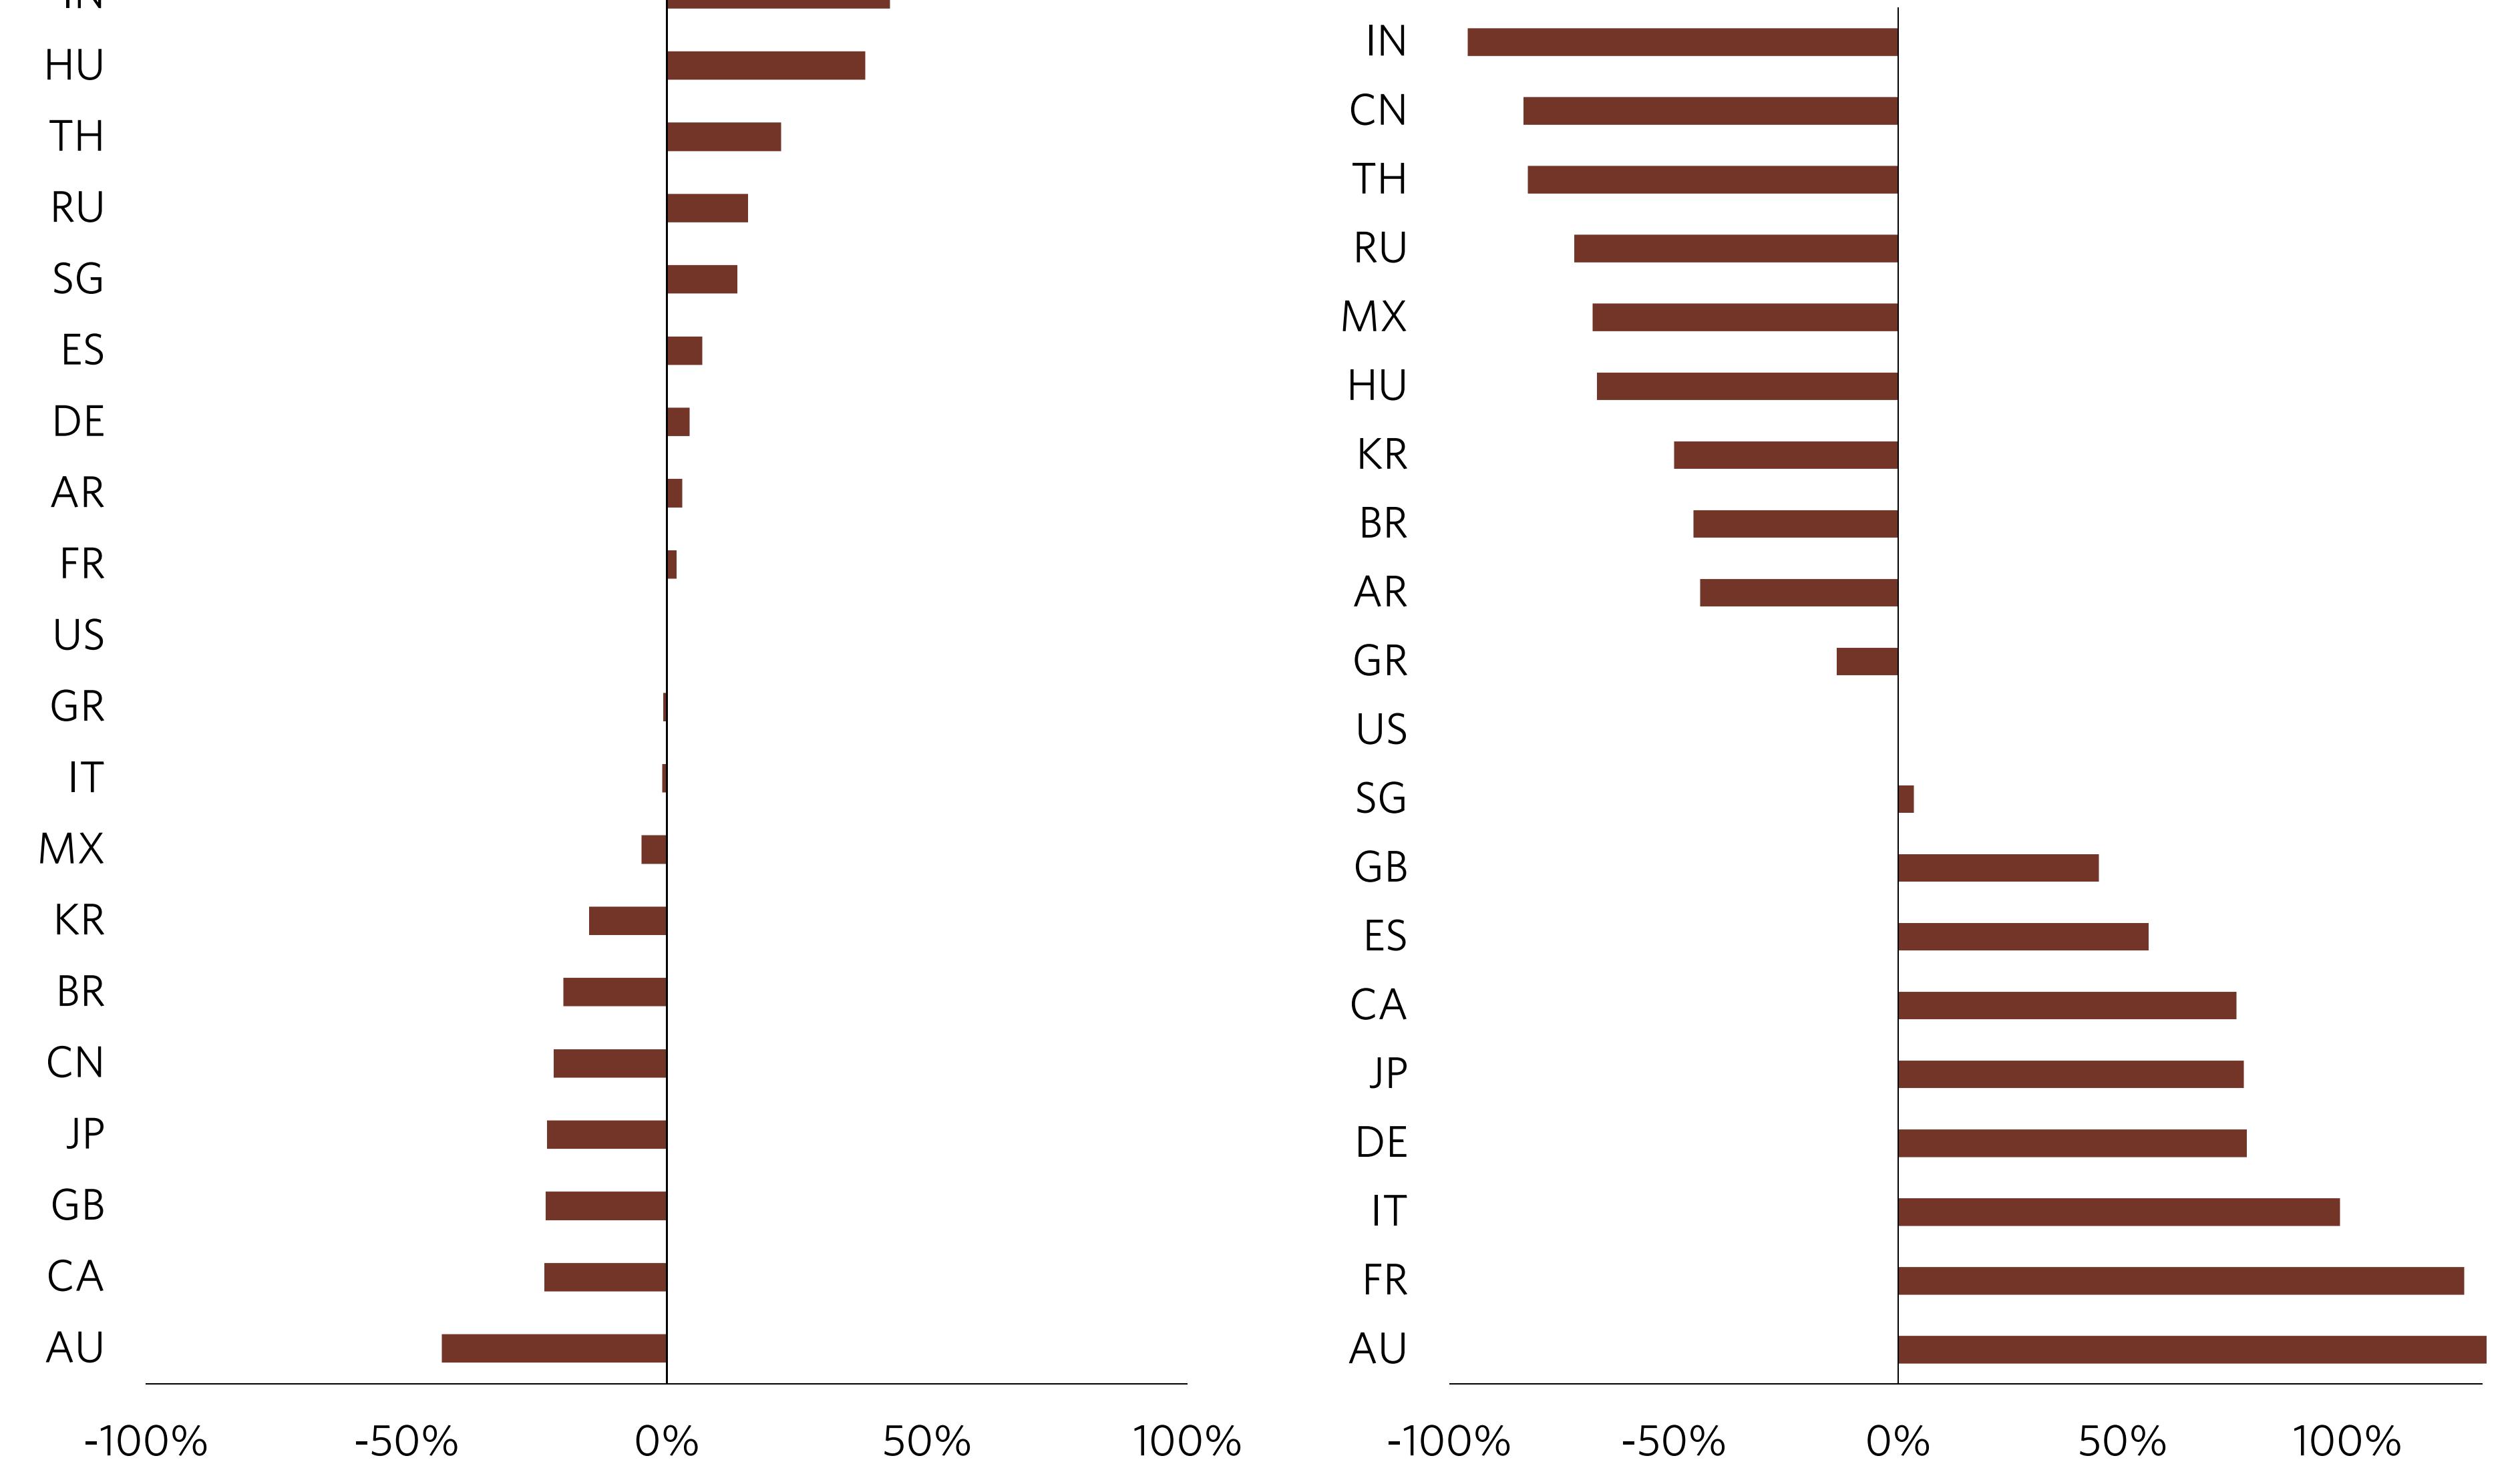 IN
HU
TH
RU
SG
ES
DE
AR
FR
US
GR
IT
MX
KR
BR
CN
JP
GB
CA
AU
-100% -50% 0% 50% 100%
IN
CN
TH
RU
MX
HU
KR
BR
AR
GR
US
SG
GB
ES
CA
JP
DE
IT
FR
AU
-100% -50% 0% 50% 100%